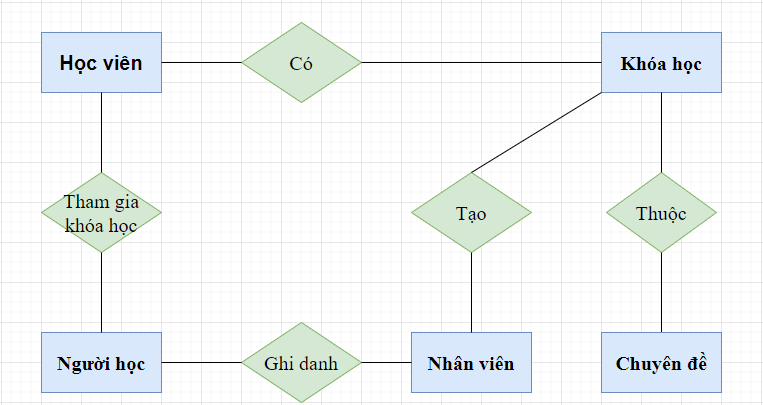 Học viên
Có
Khóa học
Tham gia
khóa học
Tạo
Thuộc
Người học
Ghi danh
Nhân viên
Chuyên đề